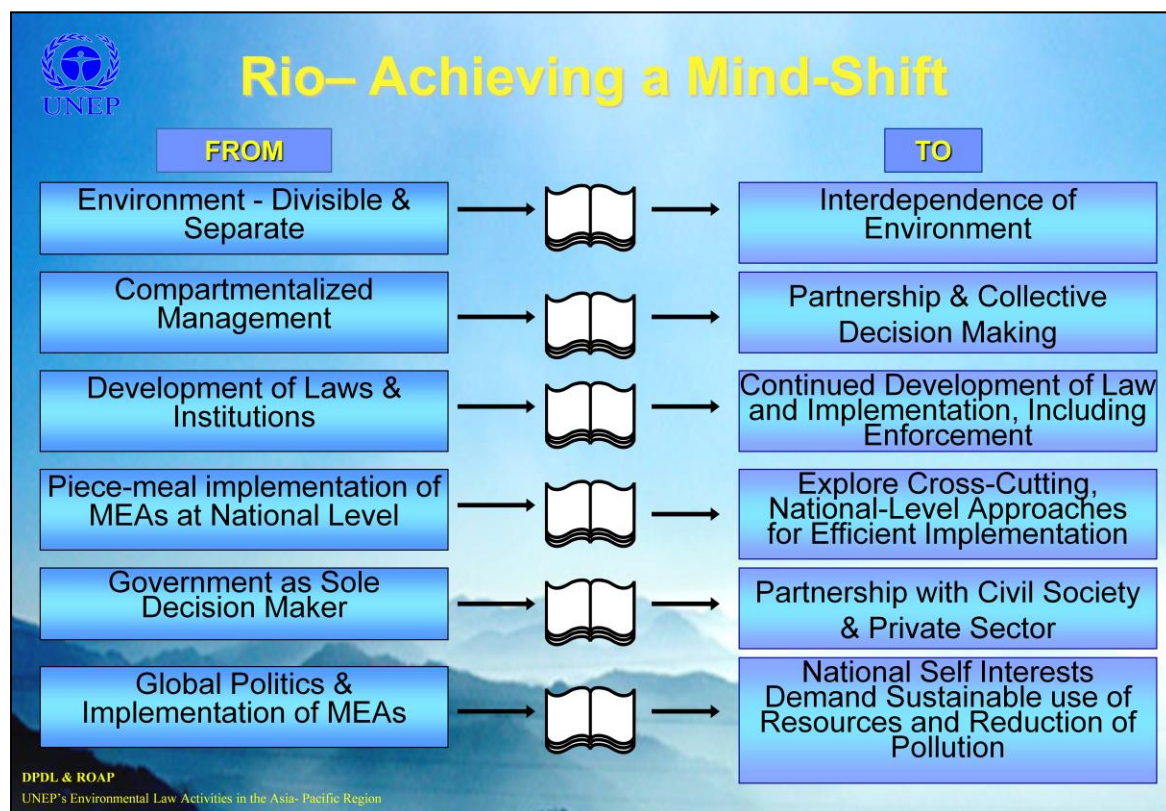 UNEP
Rio– Achieving a Mind-Shift
FROM
TO
Environment - Divisible &
Separate
Interdependence of
Environment
Compartmentalized
Management
Partnership & Collective
Decision Making
Development of Laws &
Institutions
Continued Development of Law
and Implementation, Including
Enforcement
Piece-meal implementation of
MEAs at National Level
Explore Cross-Cutting,
National-Level Approaches
for Efficient Implementation
Government as Sole
Decision Maker
Partnership with Civil Society
& Private Sector
Global Politics &
Implementation of MEAs
National Self Interests
Demand Sustainable use of
Resources and Reduction of
Pollution
DPDL & ROAP
UNEP's Environmental Law Activities in the Asia- Pacific Region